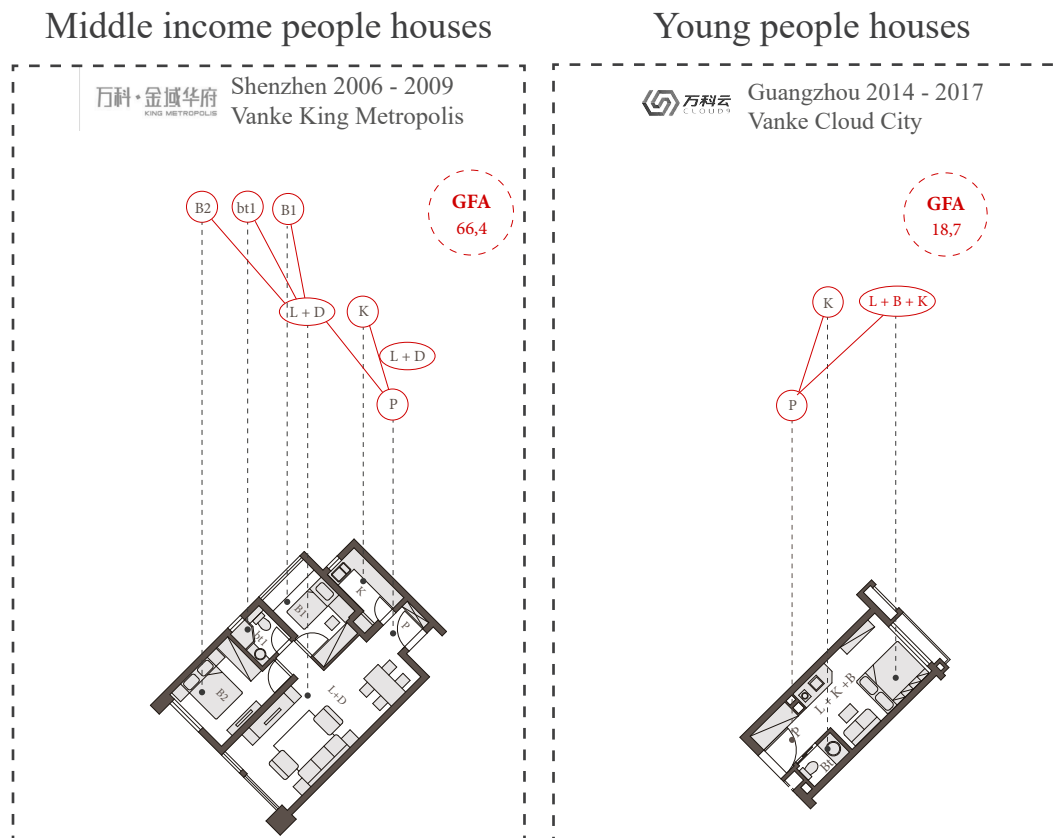 Middle income people houses
万科·金域华府
KING METROPOLIS
Shenzhen 2006 - 2009
Vanke King Metropolis
GFA
66,4
B2
bt1
B1
L + D
K
L + D
P
K
P
B1
bt1
B2
L+D
Young people houses
万科云
CLOUD9
Guangzhou 2014 - 2017
Vanke Cloud City
GFA
18,7
K
L + B + K
P
L + K +B
P
Bt